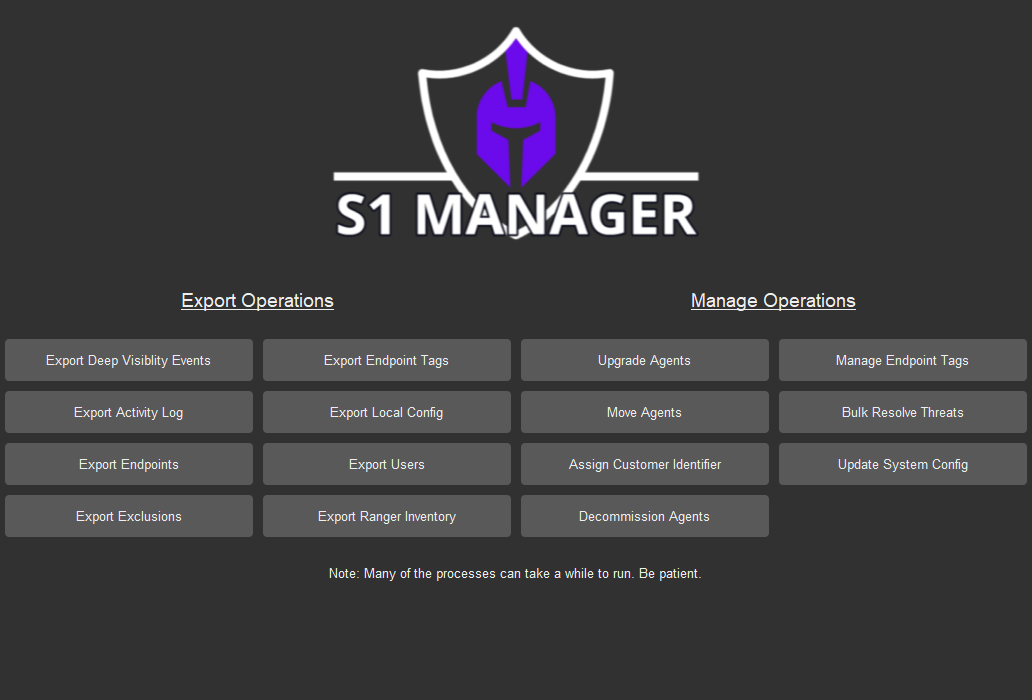 S1 MANAGER
Export Operations
Manage Operations
Export Deep Visiblity Events
Export Endpoint Tags
Upgrade Agents
Manage Endpoint Tags
Export Activity Log
Export Local Config
Move Agents
Bulk Resolve Threats
Export Endpoints
Export Users
Assign Customer Identifier
Update System Config
Export Exclusions
Export Ranger Inventory
Decommission Agents
Note: Many of the processes can take a while to run. Be patient.